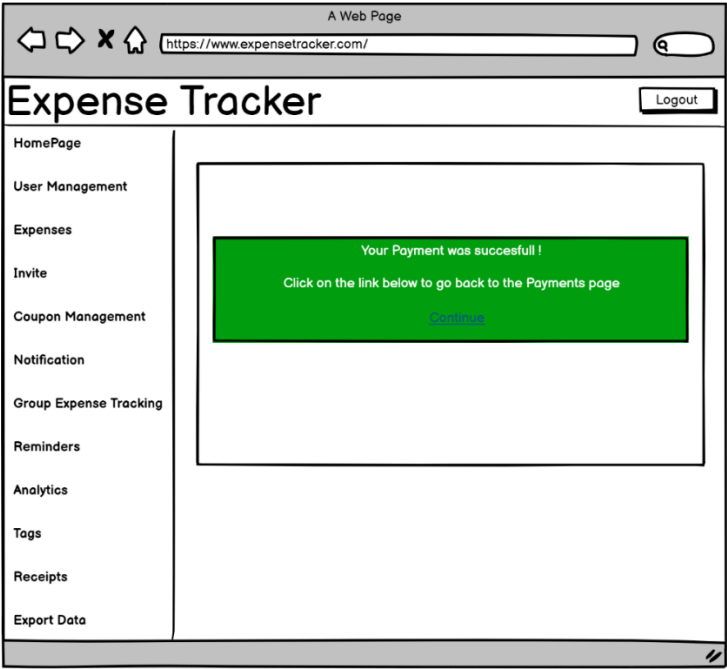 A Web Page
https://www.expensetracker.com/
Expense Tracker
Logout
HomePage
User Management
Expenses
Invite
Coupon Management
Notification
Group Expense Tracking
Reminders
Analytics
Tags
Receipts
Export Data
Your Payment was succesfull !
Click on the link below to go back to the Payments page
Continue